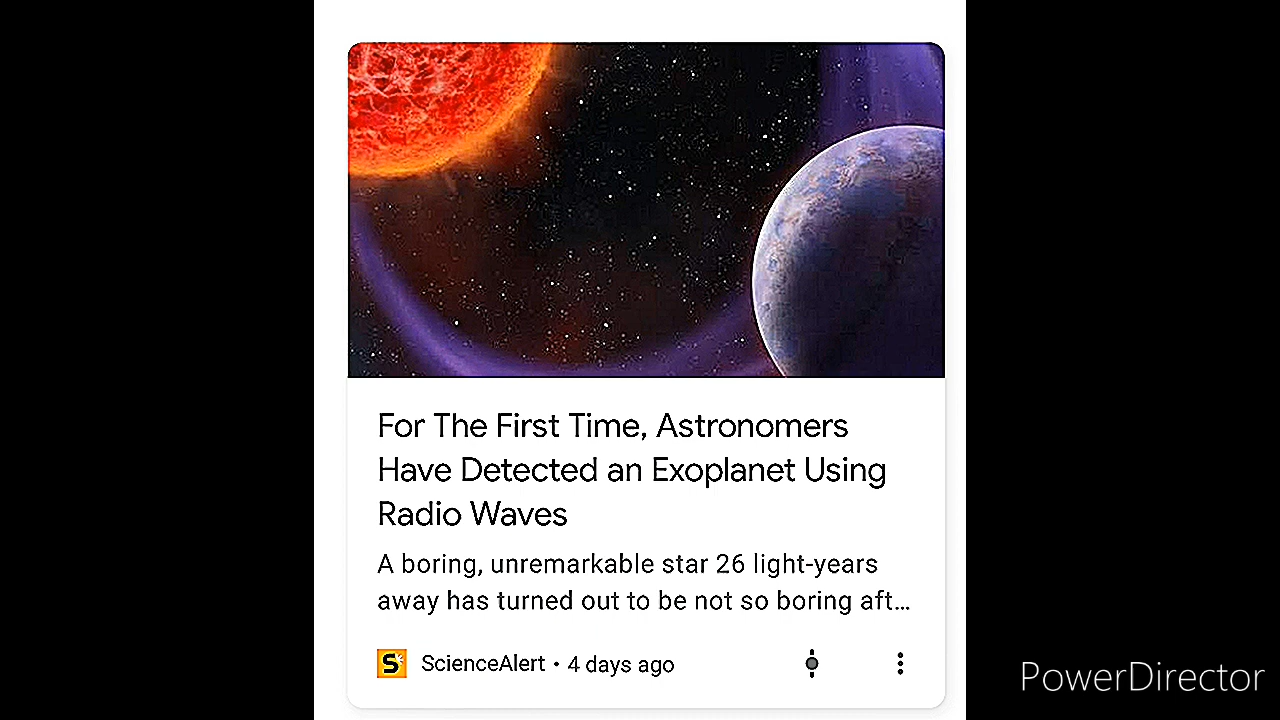 For The First Time, Astronomers
Have Detected an Exoplanet Using
Radio Waves
A boring, unremarkable star 26 light-years
away has turned out to be not so boring aft...
S ScienceAlert • 4 days ago
PowerDirector